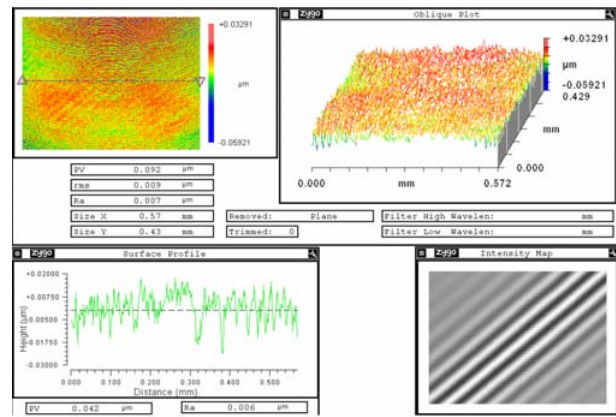 +0.03291
µm
-0.05921
zygo Oblique Plot
+0.03291
µm
-0.05921
0.429
mm
0.000
0.000 mm 0.572
PV 0.092 µm
rms 0.009 µm
Ra 0.007 µm
Size X 0.57 mm
Size Y 0.43 mm
Removed: Plane
Trimmed: 0
Filter High Wavelen: mm
Filter Low Wavelen: mm
zygo Surface Profile
+0.02000
+0.00750
-0.00500
-0.01750
-0.03000
Height (µm)
0.000 0.100 0.200 0.300 0.400 0.500
Distance (mm)
PV 0.042 µm
Ra 0.006 µm
zygo Intensity Map